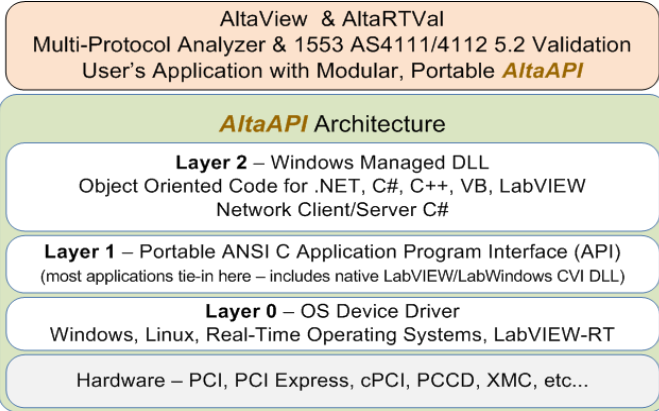 AltaView & AltaRTVal
Multi-Protocol Analyzer & 1553 AS4111/4112 5.2 Validation
User's Application with Modular, Portable AltaAPI
AltaAPI Architecture
Layer 2 – Windows Managed DLL
Object Oriented Code for .NET, C#, C++, VB, LabVIEW
Network Client/Server C#
Layer 1 – Portable ANSI C Application Program Interface (API)
(most applications tie-in here – includes native LabVIEW/LabWindows CVI DLL)
Layer 0 – OS Device Driver
Windows, Linux, Real-Time Operating Systems, LabVIEW-RT
Hardware – PCI, PCI Express, cPCI, PCCD, XMC, etc...